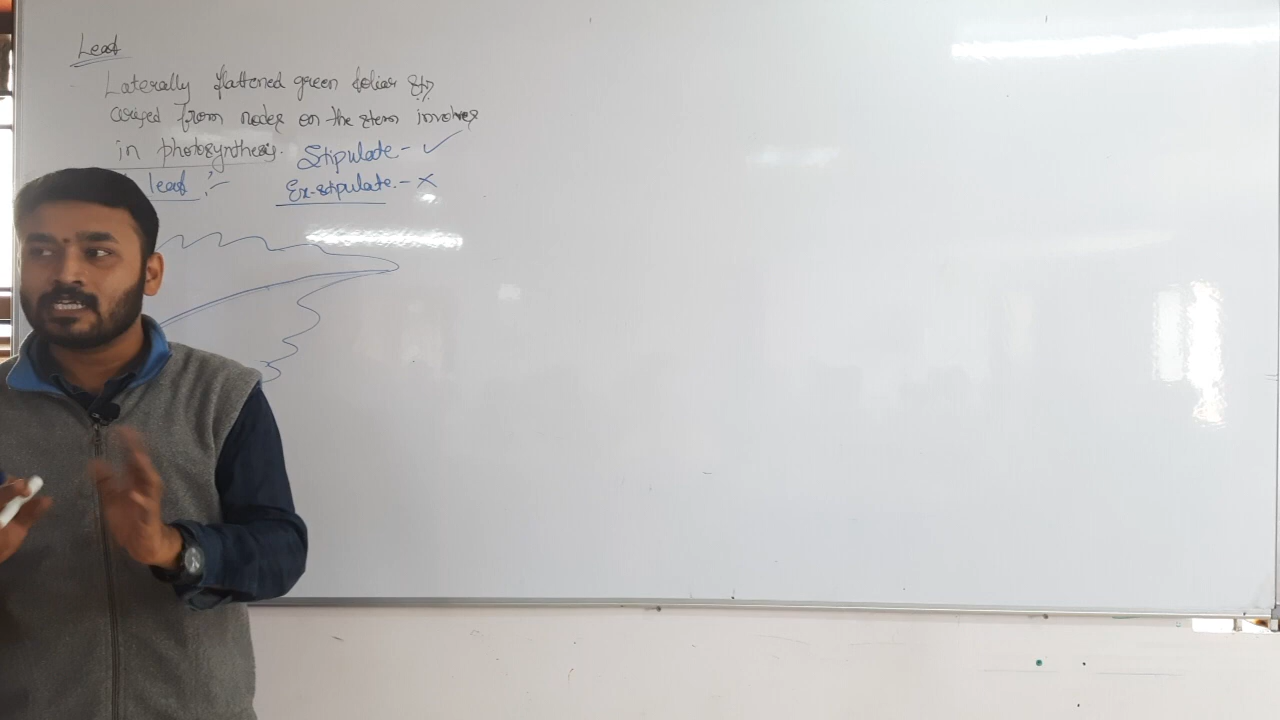 Leaf
Laterally flattened green foliar str
arised from nodes on the stem involves
in photosynthesis. Stipulate - ✓
leaf :- Ex-stipulate. - ✗